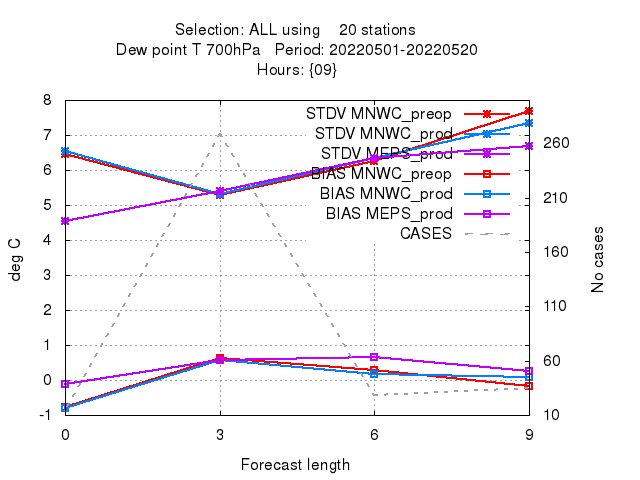 Selection: ALL using    20 stations
Dew point T 700hPa   Period: 20220501-20220520
Hours: {09}
STDV MNWC_preop
STDV MNWC_prod
STDV MEPS_prod
BIAS MNWC_preop
BIAS MNWC_prod
BIAS MEPS_prod
CASES
8
7
6
5
4
3
2
1
0
-1
deg C
260
210
160
110
60
10
No cases
0 3 6 9
Forecast length